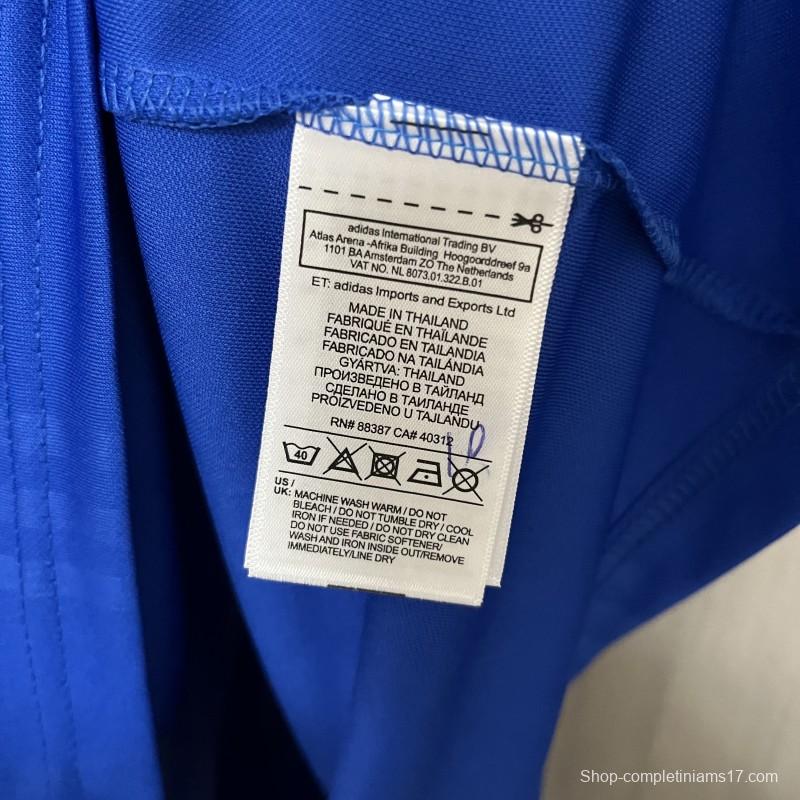 adidas International Trading BV
Atlas Arena -Afrika Building Hoogoorddreef 9a
1101 BA Amsterdam ZO The Netherlands
VAT NO. NL 8073.01.322.B.01
ET: adidas Imports and Exports Ltd
MADE IN THAILAND
FABRIQUÉ EN THAÏLANDE
FABRICADO EN TAILANDIA
FABRICADO NA TAILÂNDIA
GYÁRTVA: THAILAND
ПРОИЗВЕДЕНО В ТАЙЛАНД
СДЕЛАНО В ТАИЛАНДЕ
PROIZVEDENO U TAJLANDU
RN# 88387 CA# 40312
40
US /
UK: MACHINE WASH WARM / DO NOT
BLEACH / DO NOT TUMBLE DRY / COOL
IRON IF NEEDED / DO NOT DRY CLEAN
DO NOT USE FABRIC SOFTENER/
WASH AND IRON INSIDE OUT/REMOVE
IMMEDIATELY/LINE DRY
Shop-completiniams17.com